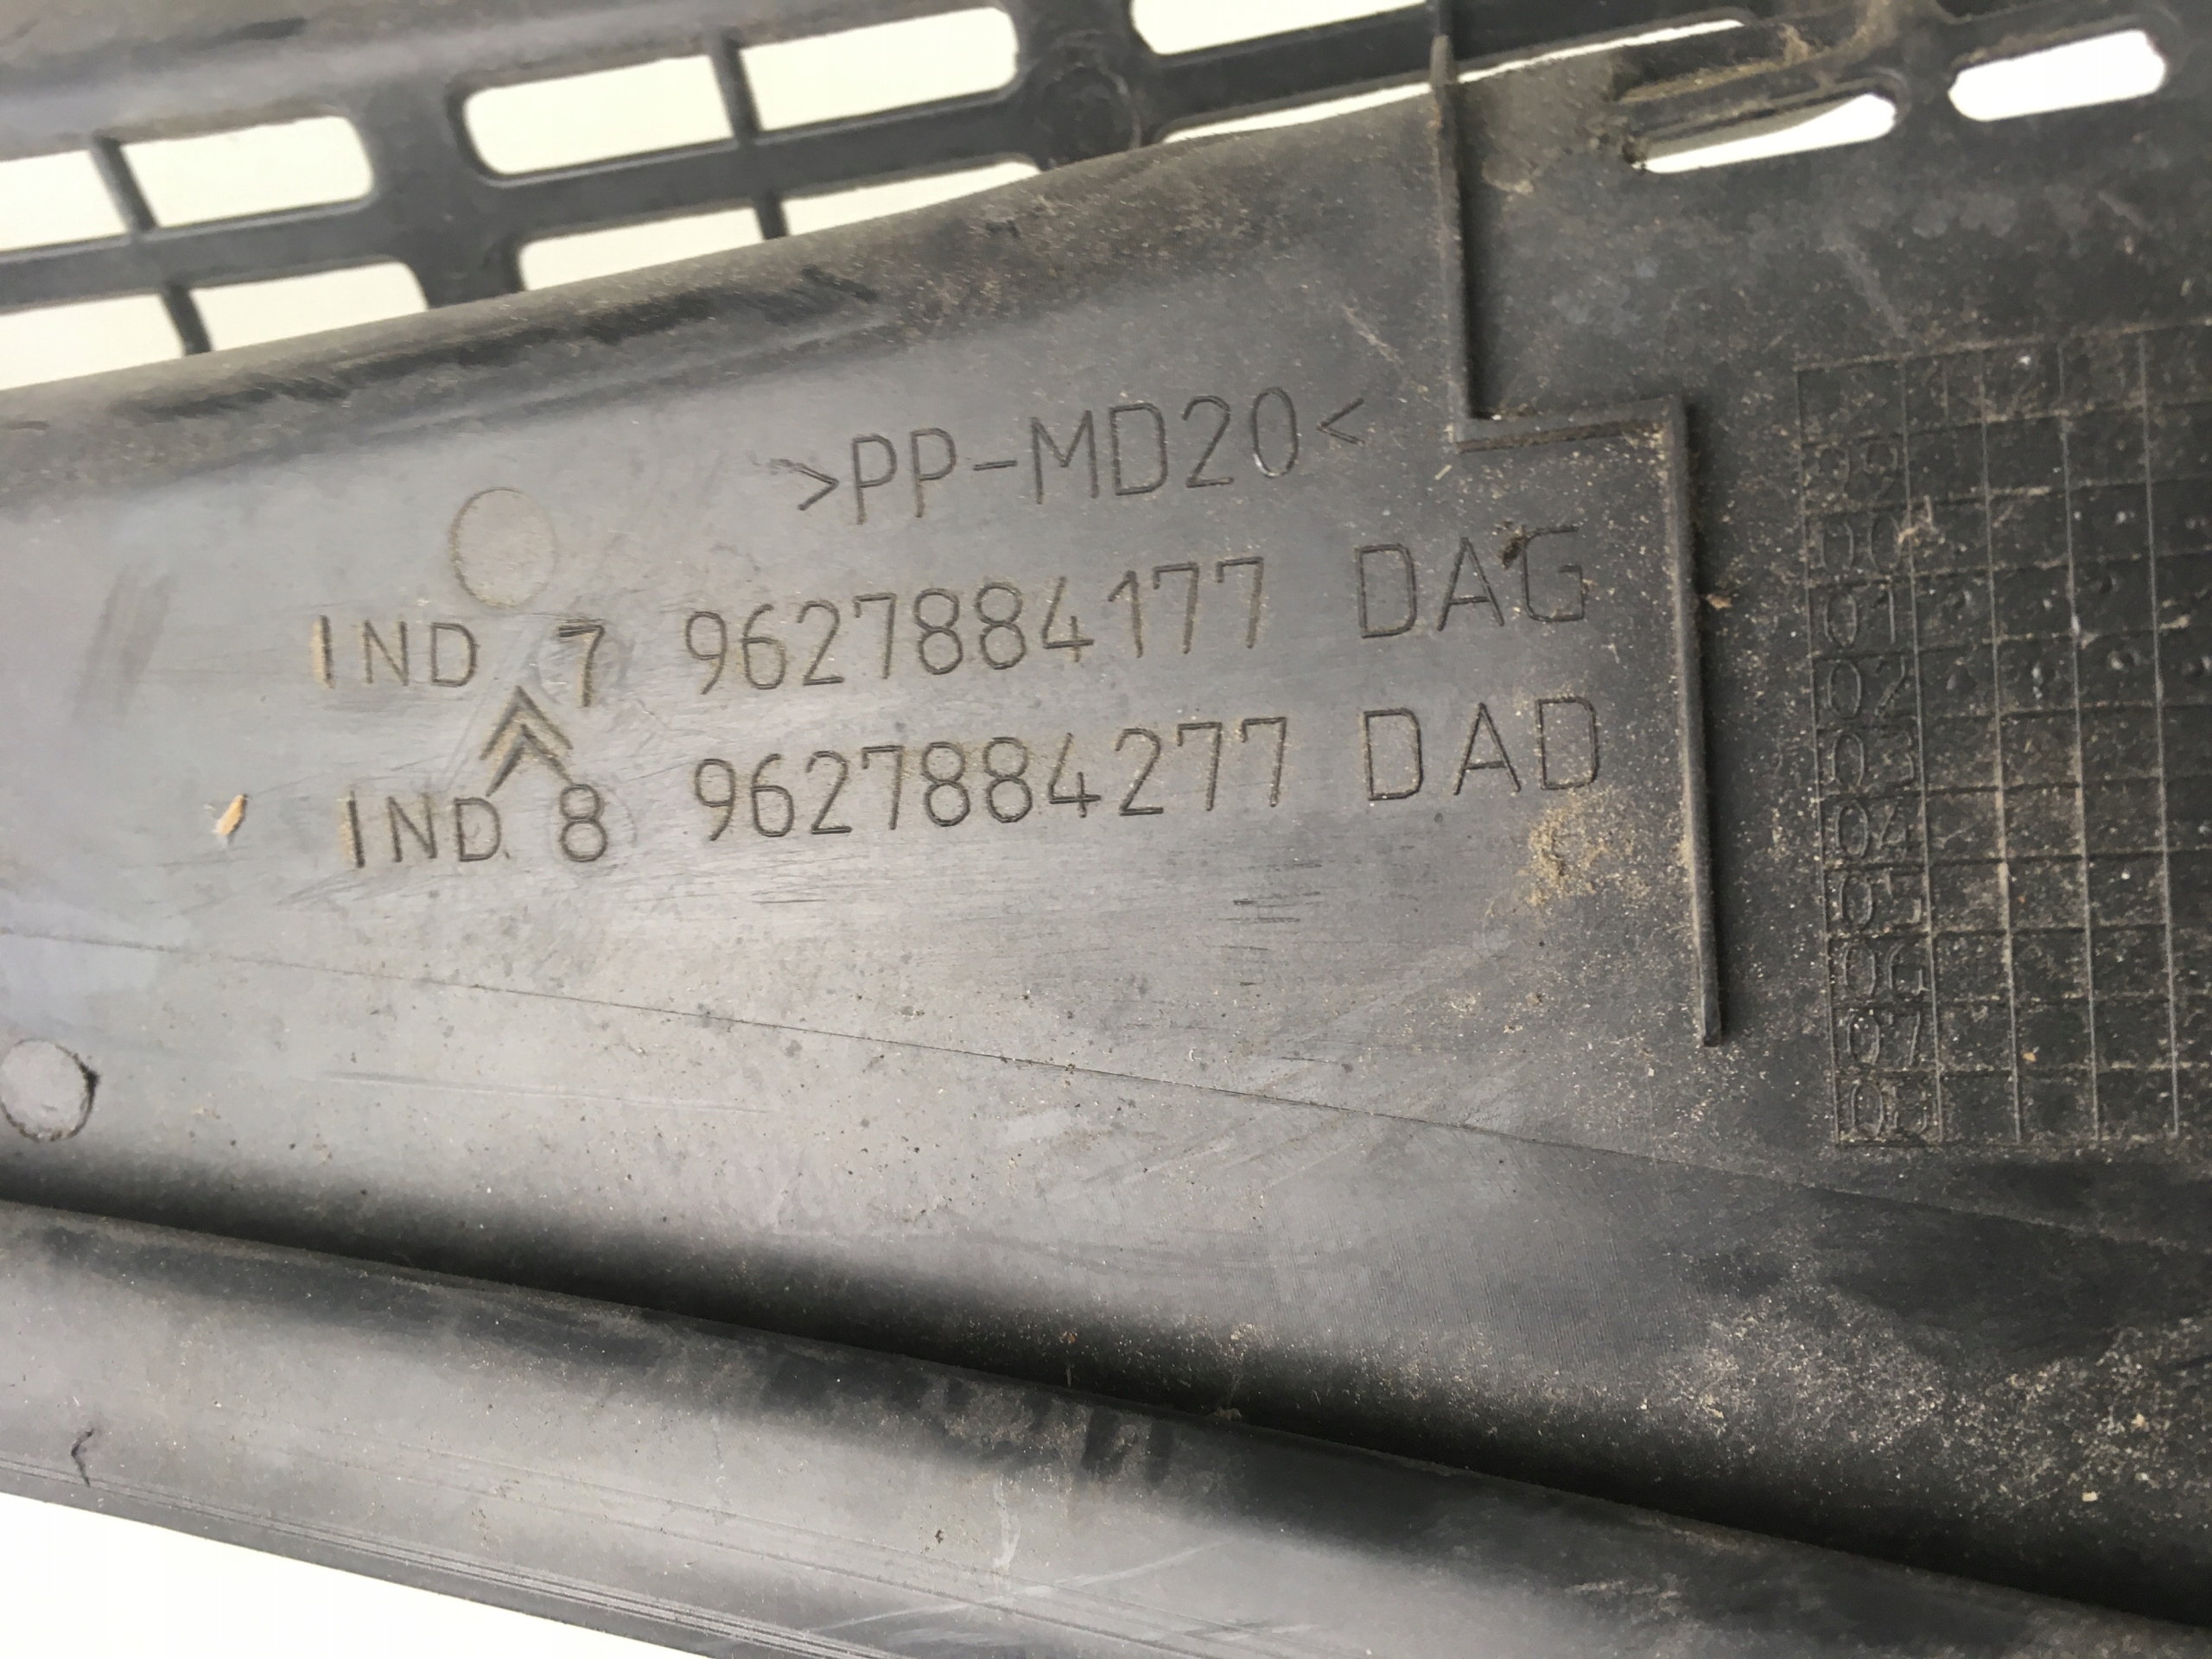 >PP-MD20<
IND 7 9627884177 DAG
IND 8 9627884277 DAD